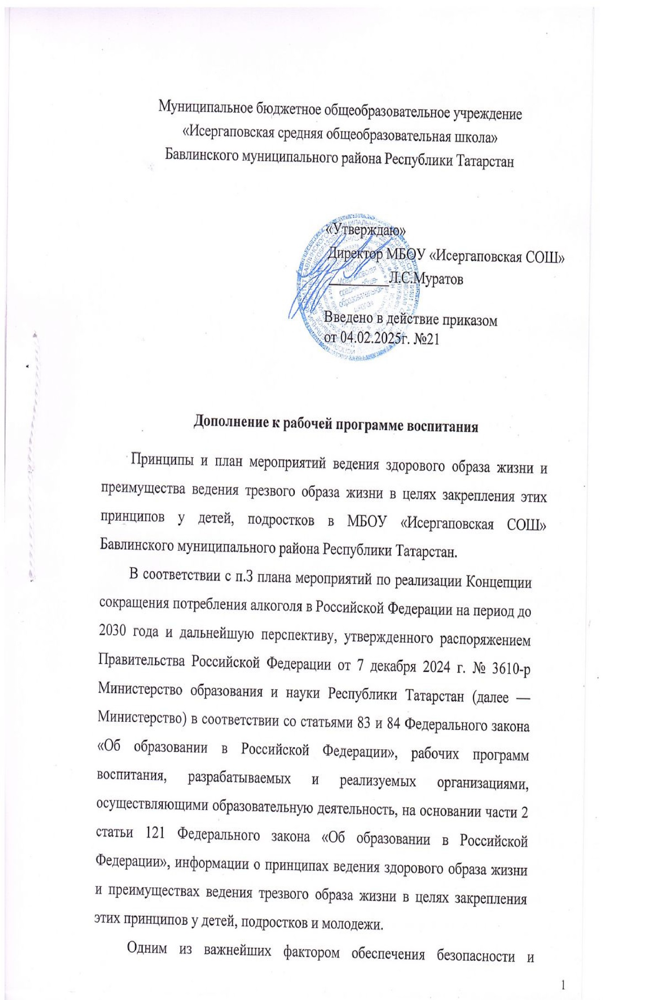 Муниципальное бюджетное общеобразовательное учреждение
«Исергаповская средняя общеобразовательная школа»
Бавлинского муниципального района Республики Татарстан
«Утверждаю»
Директор МБОУ «Исергаповская СОШ»
__________Л.С.Муратов
Введено в действие приказом
от 04.02.2025г. №21
Дополнение к рабочей программе воспитания
Принципы и план мероприятий ведения здорового образа жизни и
преимущества ведения трезвого образа жизни в целях закрепления этих
принципов у детей, подростков в МБОУ «Исергаповская СОШ»
Бавлинского муниципального района Республики Татарстан.
В соответствии с п.3 плана мероприятий по реализации Концепции
сокращения потребления алкоголя в Российской Федерации на период до
2030 года и дальнейшую перспективу, утвержденного распоряжением
Правительства Российской Федерации от 7 декабря 2024 г. № 3610-р
Министерство образования и науки Республики Татарстан (далее —
Министерство) в соответствии со статьями 83 и 84 Федерального закона
«Об образовании в Российской Федерации», рабочих программ
воспитания, разрабатываемых и реализуемых организациями,
осуществляющими образовательную деятельность, на основании части 2
статьи 121 Федерального закона «Об образовании в Российской
Федерации», информации о принципах ведения здорового образа жизни
и преимуществах ведения трезвого образа жизни в целях закрепления
этих принципов у детей, подростков и молодежи.
Одним из важнейших фактором обеспечения безопасности и
1